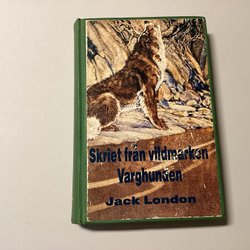 Skriet från vildmarken
Varghunden
Jack London